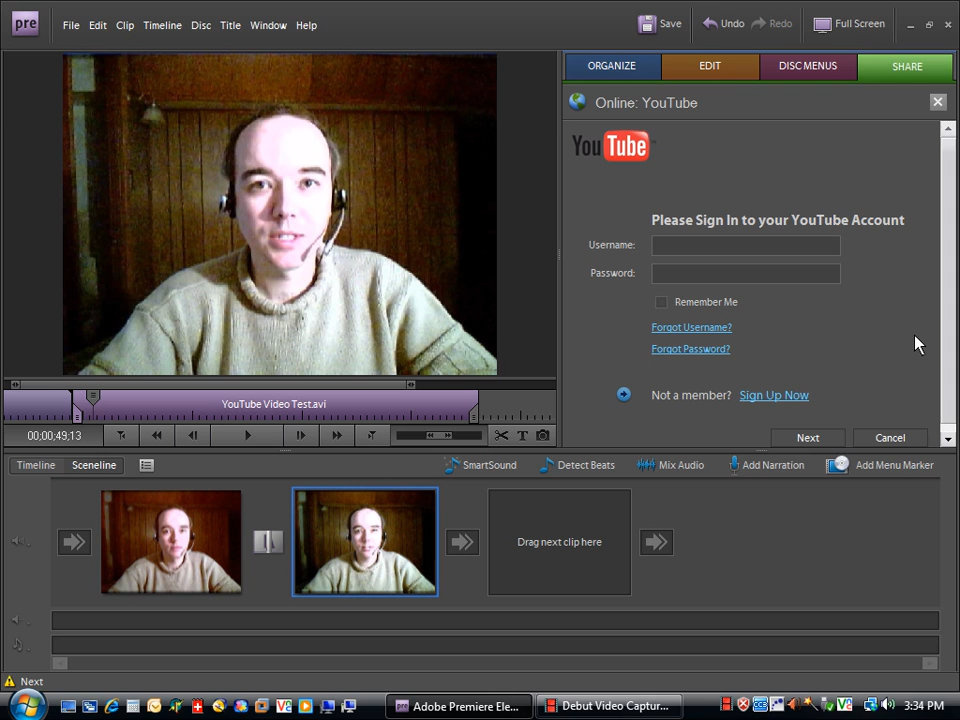 pre File Edit Clip Timeline Disc Title Window Help Save Undo Redo Full Screen
ORGANIZE EDIT DISC MENUS SHARE
Online: YouTube
YouTube
Please Sign In to your YouTube Account
Username:
Password:
Remember Me
Forgot Username?
Forgot Password?
Not a member? Sign Up Now
Next Cancel
YouTube Video Test.avi
00;00;49;13
Timeline Sceneline SmartSound Detect Beats Mix Audio Add Narration Add Menu Marker
Drag next clip here
Next
Adobe Premiere Ele... Debut Video Captur... 3:34 PM